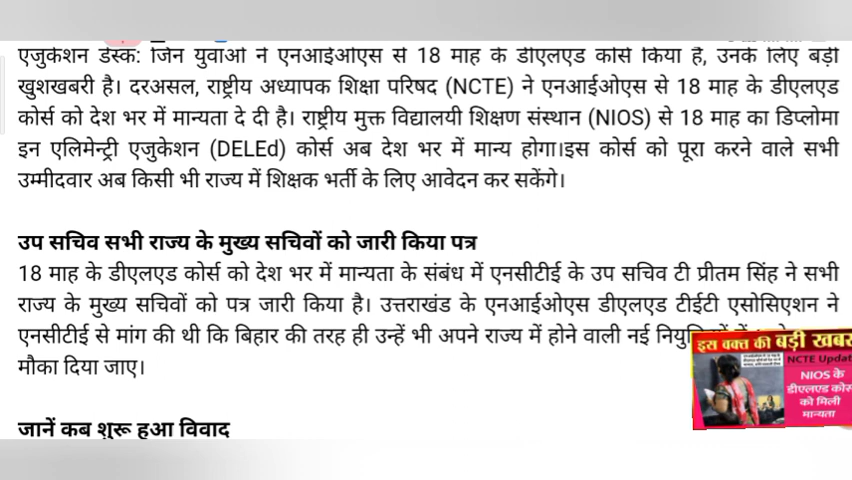 एजुकेशन डेस्क: जिन युवाओं ने एनआईओएस से 18 माह के डीएलएड कोर्स किया है, उनके लिए बड़ी
खुशखबरी है। दरअसल, राष्ट्रीय अध्यापक शिक्षा परिषद (NCTE) ने एनआईओएस से 18 माह के डीएलएड
कोर्स को देश भर में मान्यता दे दी है। राष्ट्रीय मुक्त विद्यालयी शिक्षण संस्थान (NIOS) से 18 माह का डिप्लोमा
इन एलिमेन्ट्री एजुकेशन (DELEd) कोर्स अब देश भर में मान्य होगा।इस कोर्स को पूरा करने वाले सभी
उम्मीदवार अब किसी भी राज्य में शिक्षक भर्ती के लिए आवेदन कर सकेंगे।
उप सचिव सभी राज्य के मुख्य सचिवों को जारी किया पत्र
18 माह के डीएलएड कोर्स को देश भर में मान्यता के संबंध में एनसीटीई के उप सचिव टी प्रीतम सिंह ने सभी
राज्य के मुख्य सचिवों को पत्र जारी किया है। उत्तराखंड के एनआईओएस डीएलएड टीईटी एसोसिएशन ने
एनसीटीई से मांग की थी कि बिहार की तरह ही उन्हें भी अपने राज्य में होने वाली नई
मौका दिया जाए।
जानें कब शुरू हुआ विवाद
इस वक्त की बड़ी खबर
NCTE Updat
NIOS के
डीएलएड कोर्स
को मिली
मान्यता